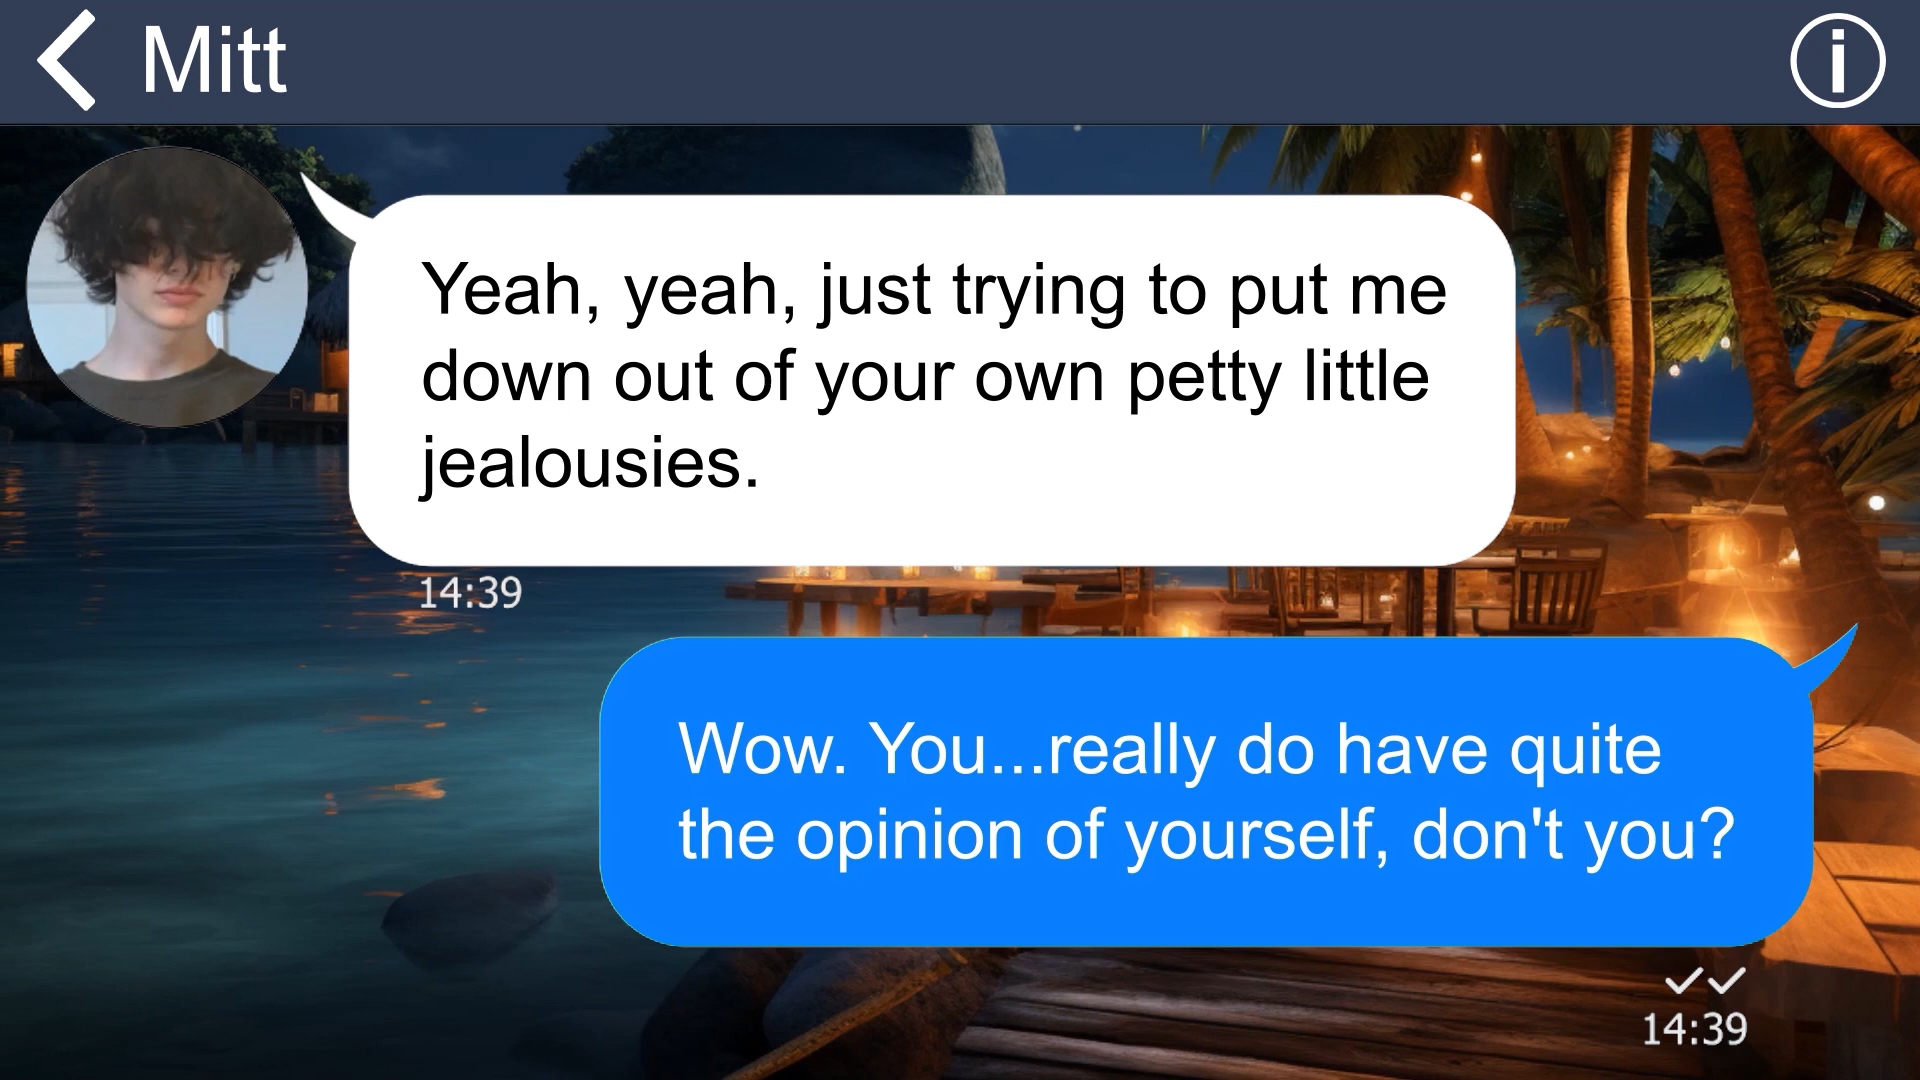 Mitt
Yeah, yeah, just trying to put me
down out of your own petty little
jealousies.
14:39
Wow. You...really do have quite
the opinion of yourself, don't you?
14:39